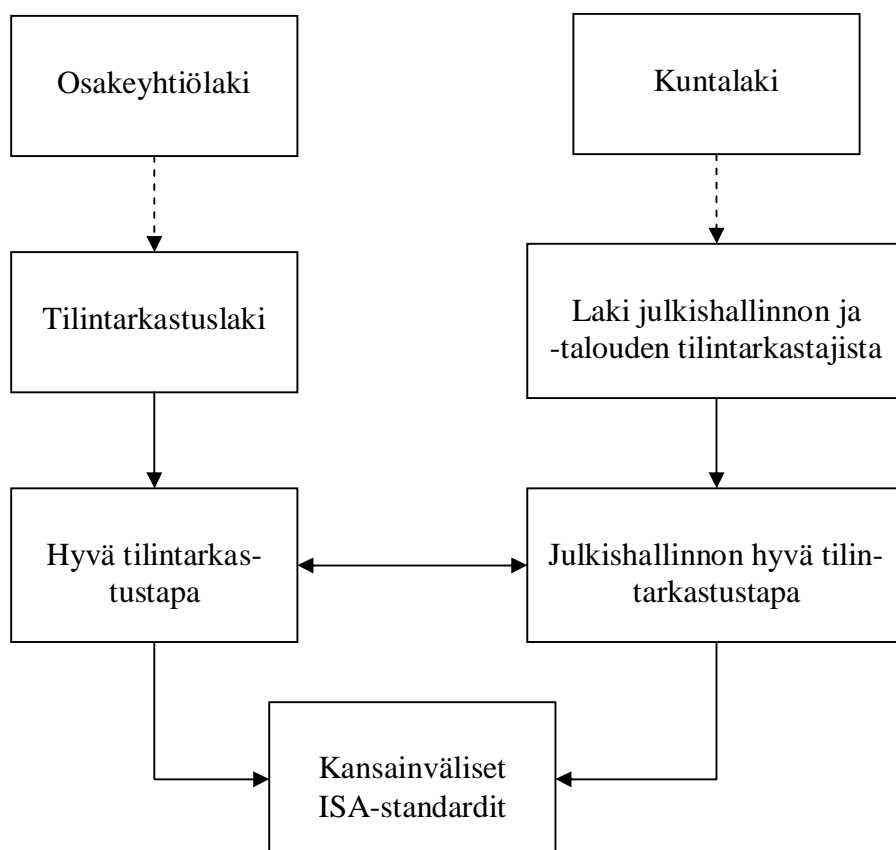 Osakeyhtiölaki
Kuntalaki
Tilintarkastuslaki
Laki julkishallinnon ja
-talouden tilintarkastajista
Hyvä tilintarkas-
tustapa
Julkishallinnon hyvä tilin-
tarkastustapa
Kansainväliset
ISA-standardit